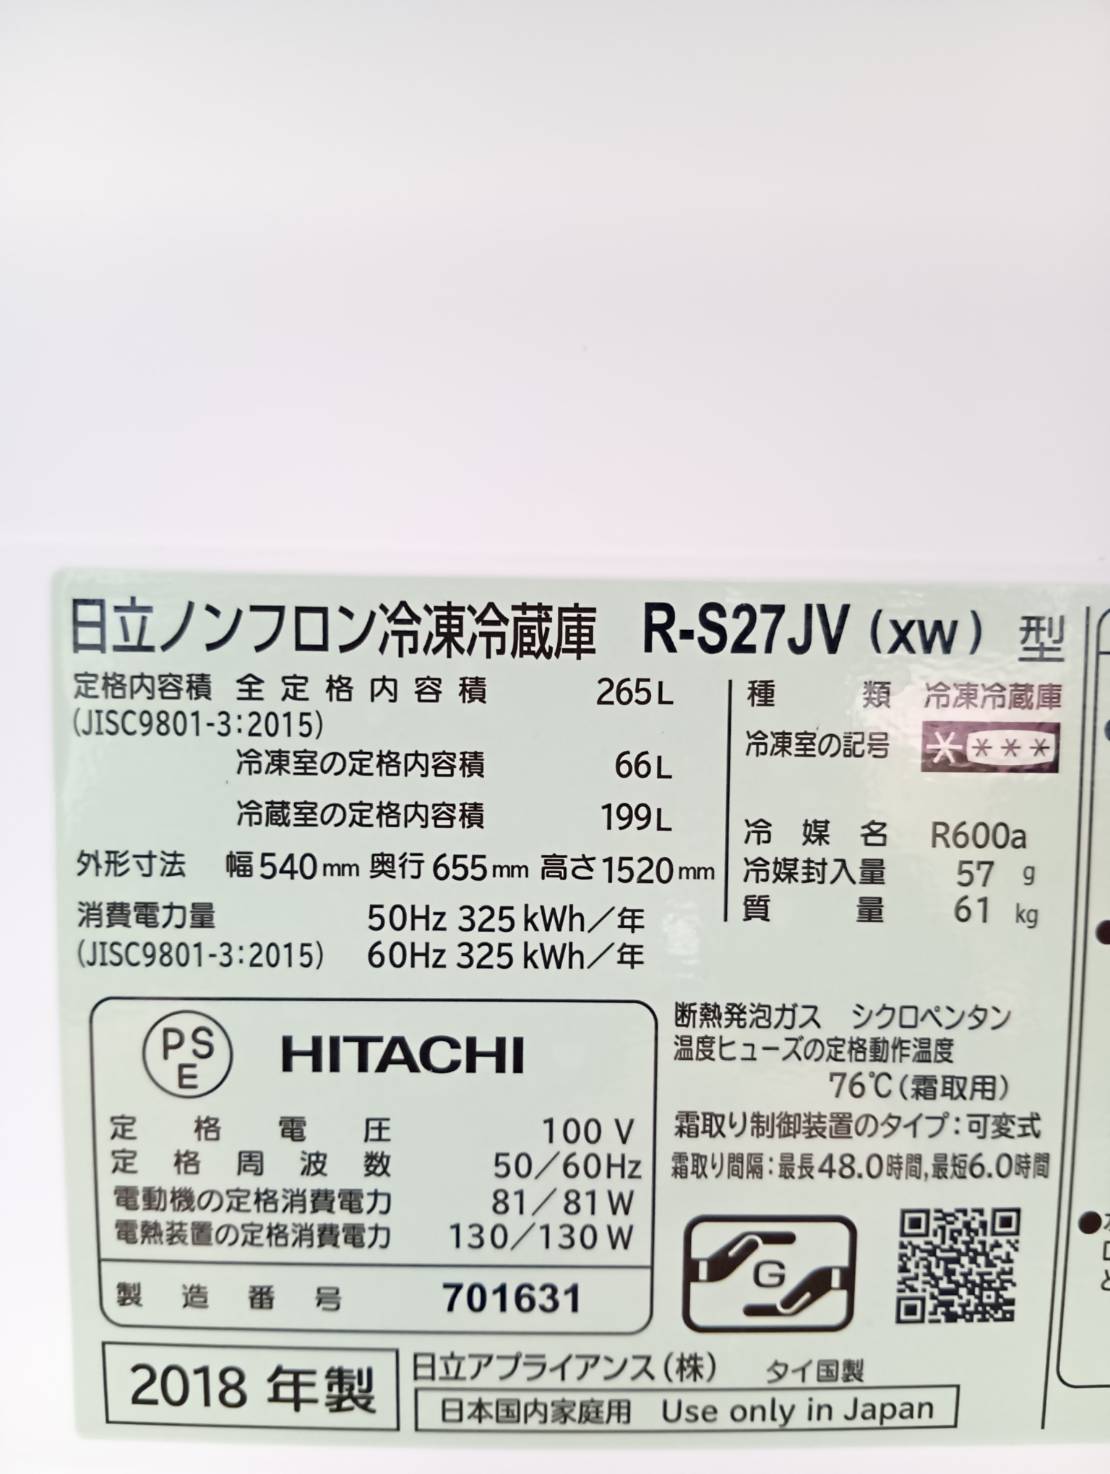 日立ノンフロン冷凍冷蔵庫 R-S27JV (XW) 型
定格内容積 全定格内容積 265L
(JISC9801-3:2015)
冷凍室の定格内容積 66L
冷蔵室の定格内容積 199L
外形寸法 幅540mm 奥行655mm 高さ1520mm
消費電力量 50Hz 325kWh/年
(JISC9801-3:2015) 60Hz 325kWh/年
種類 冷凍冷蔵庫
冷凍室の記号 ****
冷媒名 R600a
冷媒封入量 57 g
質量 61 kg
PSE HITACHI
定格電圧 100V
定格周波数 50/60Hz
電動機の定格消費電力 81/81W
電熱装置の定格消費電力 130/130W
製造番号 701631
断熱発泡ガス シクロペンタン
温度ヒューズの定格動作温度
76℃(霜取用)
霜取り制御装置のタイプ:可変式
霜取り間隔:最長48.0時間,最短6.0時間
G
2018年製
日立アプライアンス(株) タイ国製
日本国内家庭用 Use only in Japan